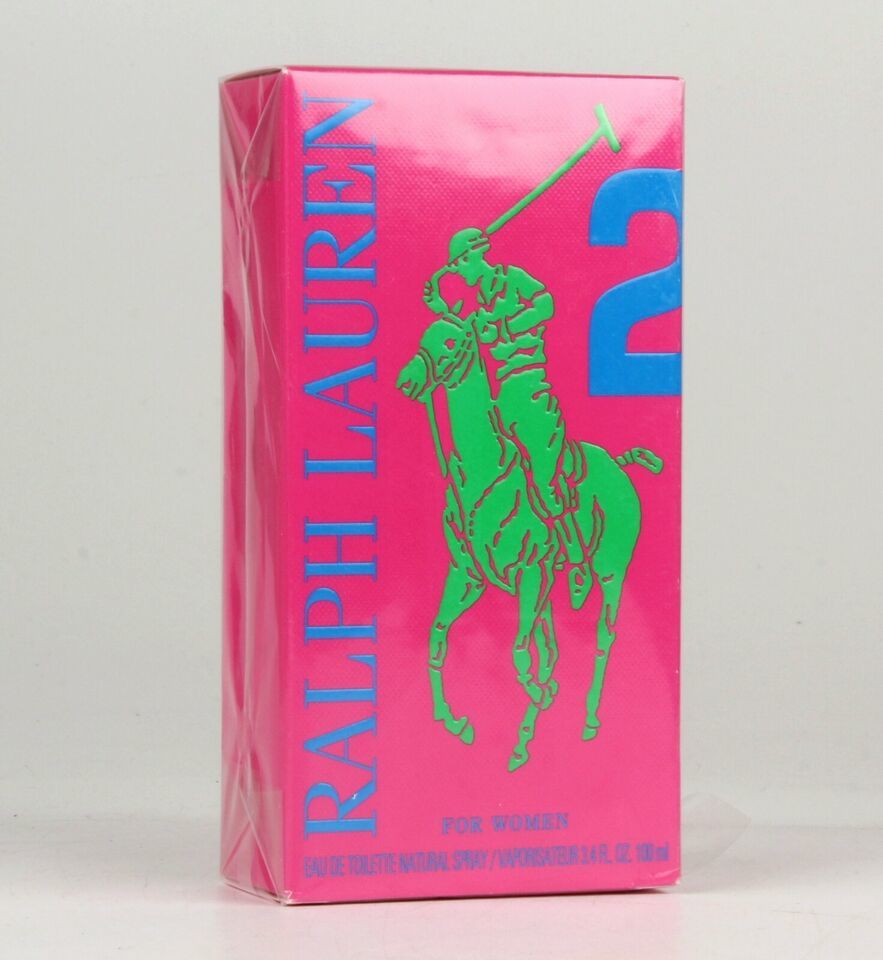 RALPH LAUREN
2
FOR WOMEN
EAU DE TOILETTE NATURAL SPRAY / VAPORISATEUR 3.4 FL. OZ. 100 ml